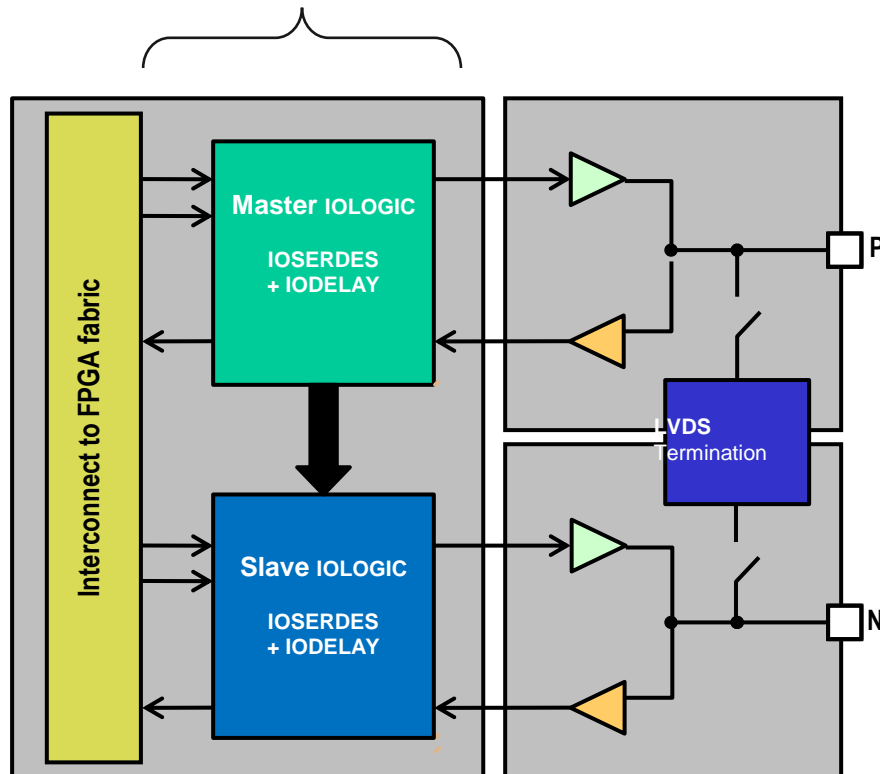 Interconnect to FPGA fabric
Master IOLOGIC
IOSERDES
+ IODELAY
P
LVDS
Termination
Slave IOLOGIC
IOSERDES
+ IODELAY
N